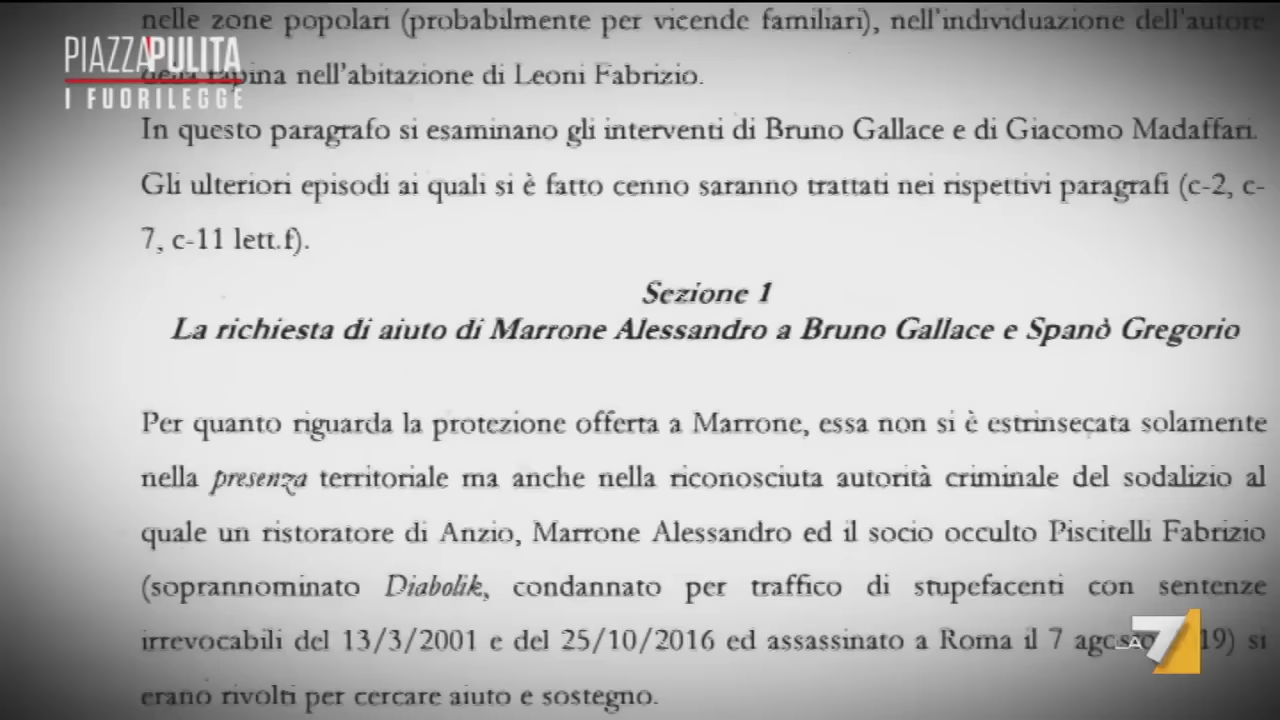 nelle zone popolari (probabilmente per vicende familiari), nell'individuazione dell'autore
PIAZZAPULITA
della rapina nell'abitazione di Leoni Fabrizio.
I FUORILEGGE
In questo paragrafo si esaminano gli interventi di Bruno Gallace e di Giacomo Madaffari.
Gli ulteriori episodi ai quali si è fatto cenno saranno trattati nei rispettivi paragrafi (c-2, c-
7, c-11 lett.f).
Sezione 1
La richiesta di aiuto di Marrone Alessandro a Bruno Gallace e Spanò Gregorio
Per quanto riguarda la protezione offerta a Marrone, essa non si è estrinsecata solamente
nella presenza territoriale ma anche nella riconosciuta autorità criminale del sodalizio al
quale un ristoratore di Anzio, Marrone Alessandro ed il socio occulto Piscitelli Fabrizio
(soprannominato Diabolik, condannato per traffico di stupefacenti con sentenze
irrevocabili del 13/3/2001 e del 25/10/2016 ed assassinato a Roma il 7 19) si
LA7
erano rivolti per cercare aiuto e sostegno.